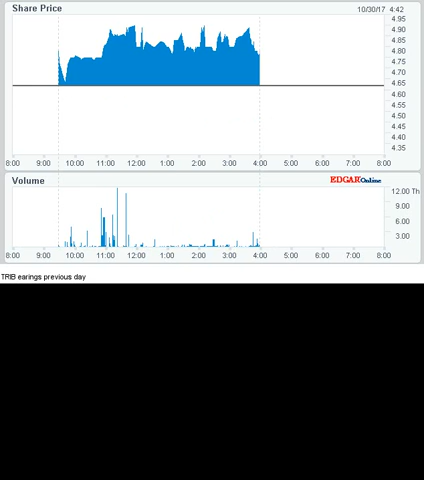 Share Price 10/30/17 4:42
4.95
4.90
4.85
4.80
4.75
4.70
4.65
4.60
4.55
4.50
4.45
4.40
4.35
8:00 9:00 10:00 11:00 12:00 1:00 2:00 3:00 4:00 5:00 6:00 7:00 8:00
Volume EDGAR Online
12.00 Th
9.00
6.00
3.00
8:00 9:00 10:00 11:00 12:00 1:00 2:00 3:00 4:00 5:00 6:00 7:00 8:00
TRIB earings previous day